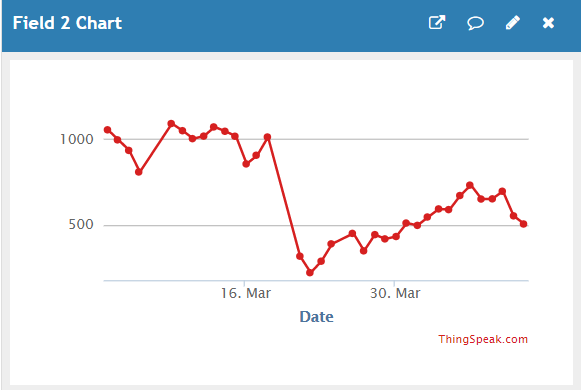 Field 2 Chart
1000
500
16. Mar
30. Mar
Date
ThingSpeak.com